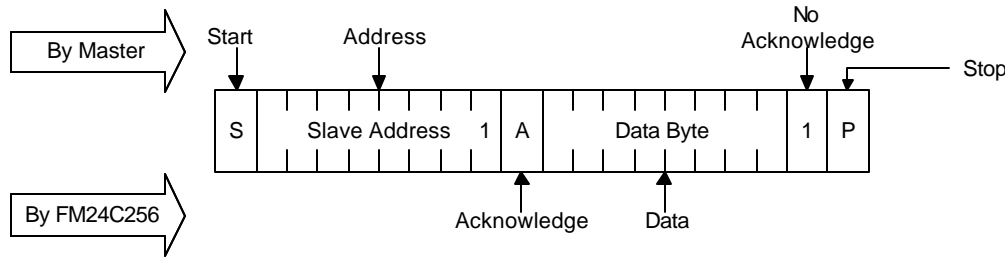 By Master
Start
Address
No
Acknowledge
Stop
S
Slave Address
1
A
Data Byte
1
P
By FM24C256
Acknowledge
Data